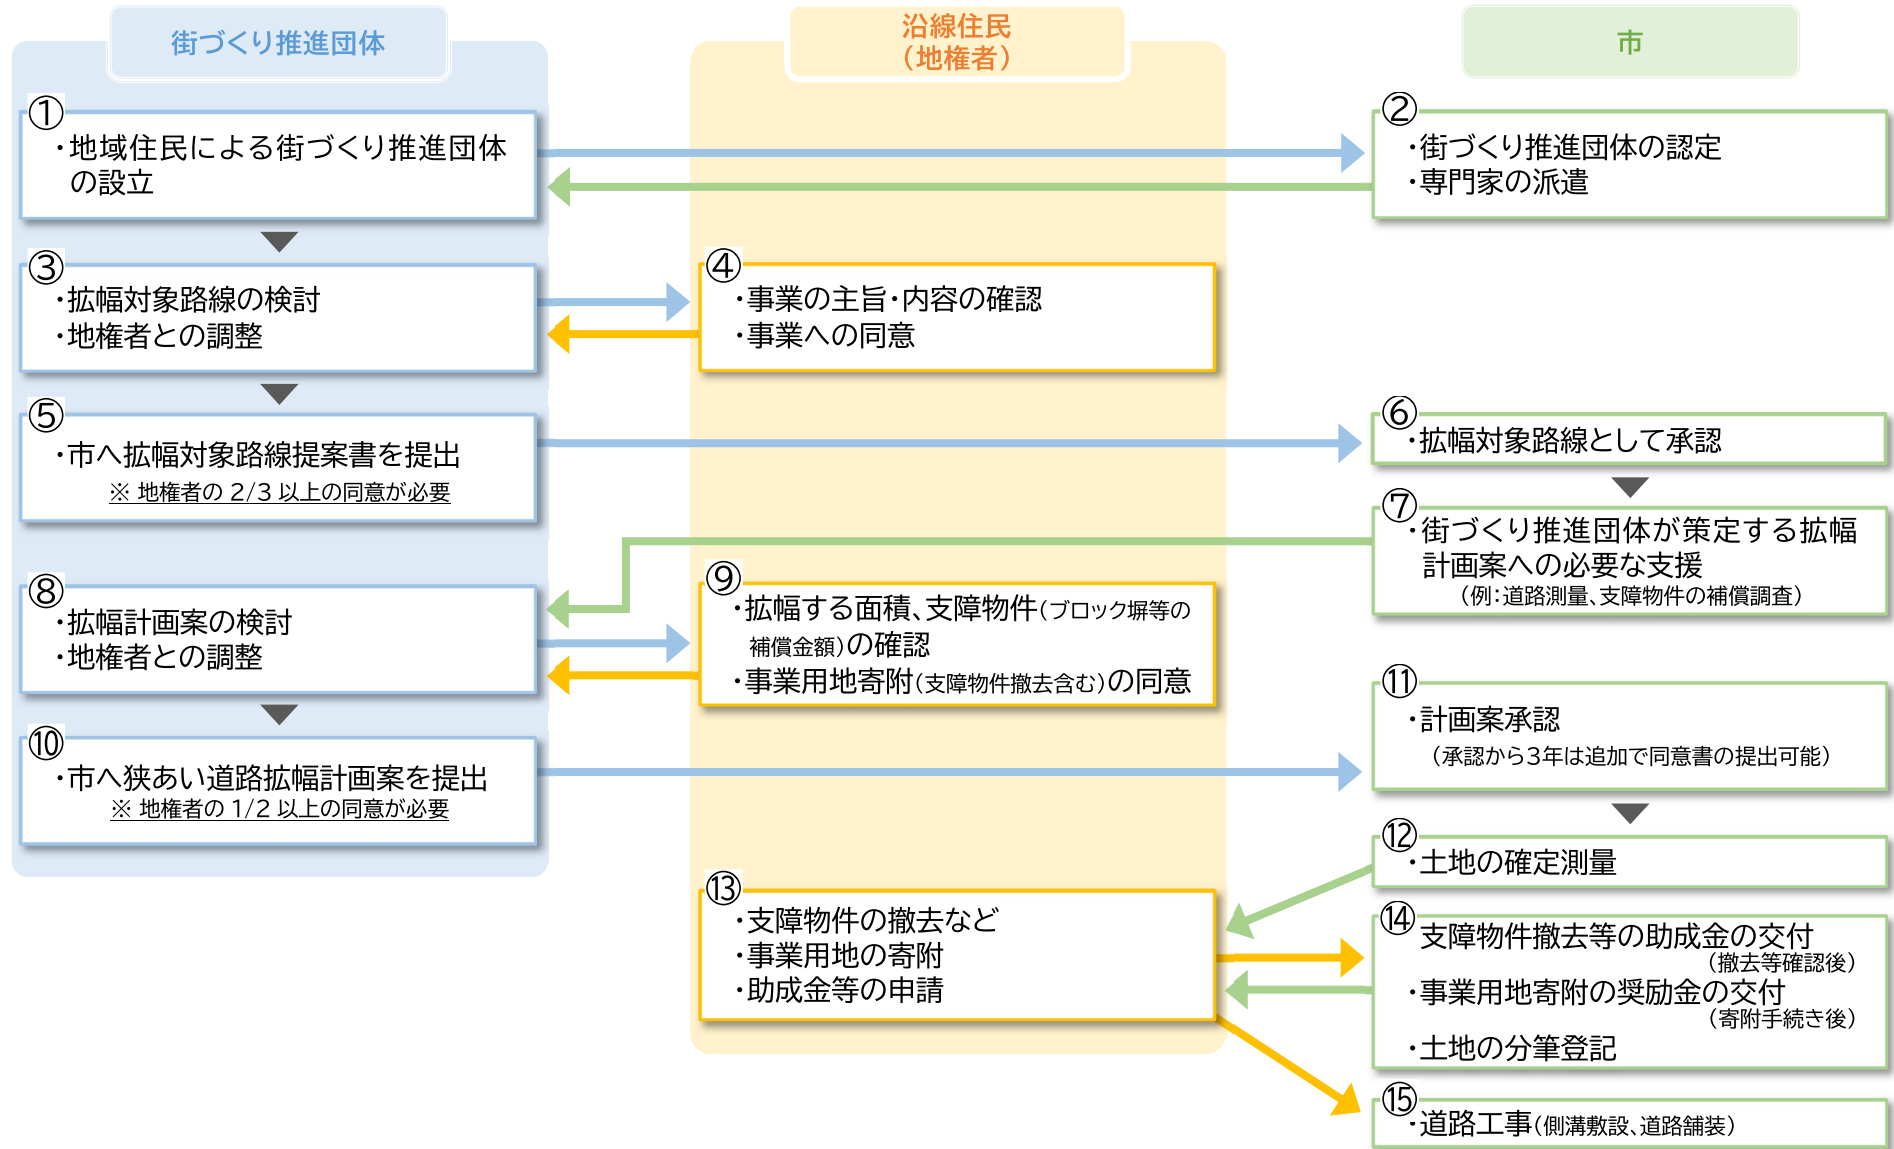 街づくり推進団体
沿線住民
（地権者）
市
①
・地域住民による街づくり推進団体
の設立
②
・街づくり推進団体の認定
・専門家の派遣
③
・拡幅対象路線の検討
・地権者との調整
④
・事業の主旨・内容の確認
・事業への同意
⑤
・市へ拡幅対象路線提案書を提出
※ 地権者の 2/3 以上の同意が必要
⑥
・拡幅対象路線として承認
⑦
・街づくり推進団体が策定する拡幅
計画案への必要な支援
（例：道路測量、支障物件の補償調査）
⑧
・拡幅計画案の検討
・地権者との調整
⑨
・拡幅する面積、支障物件（ブロック塀等の
補償金額）の確認
・事業用地寄附（支障物件撤去含む）の同意
⑩
・市へ狭あい道路拡幅計画案を提出
※ 地権者の 1/2 以上の同意が必要
⑪
・計画案承認
（承認から3年は追加で同意書の提出可能）
⑫
・土地の確定測量
⑬
・支障物件の撤去など
・事業用地の寄附
・助成金等の申請
⑭
支障物件撤去等の助成金の交付
（撤去等確認後）
・事業用地寄附の奨励金の交付
（寄附手続き後）
・土地の分筆登記
⑮
・道路工事（側溝敷設、道路舗装）